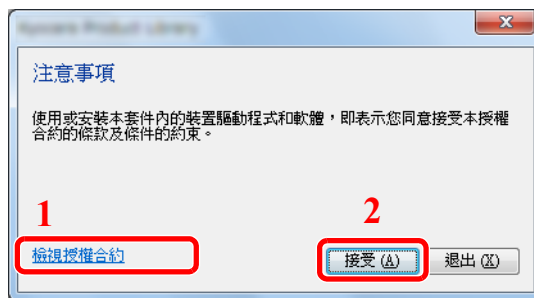 Kyocera Product Library
注意事項
使用或安裝本套件內的裝置驅動程式和軟體，即表示您同意接受本授權
合約的條款及條件的約束。
1
2
檢視授權合約
接受 (A)
退出 (X)